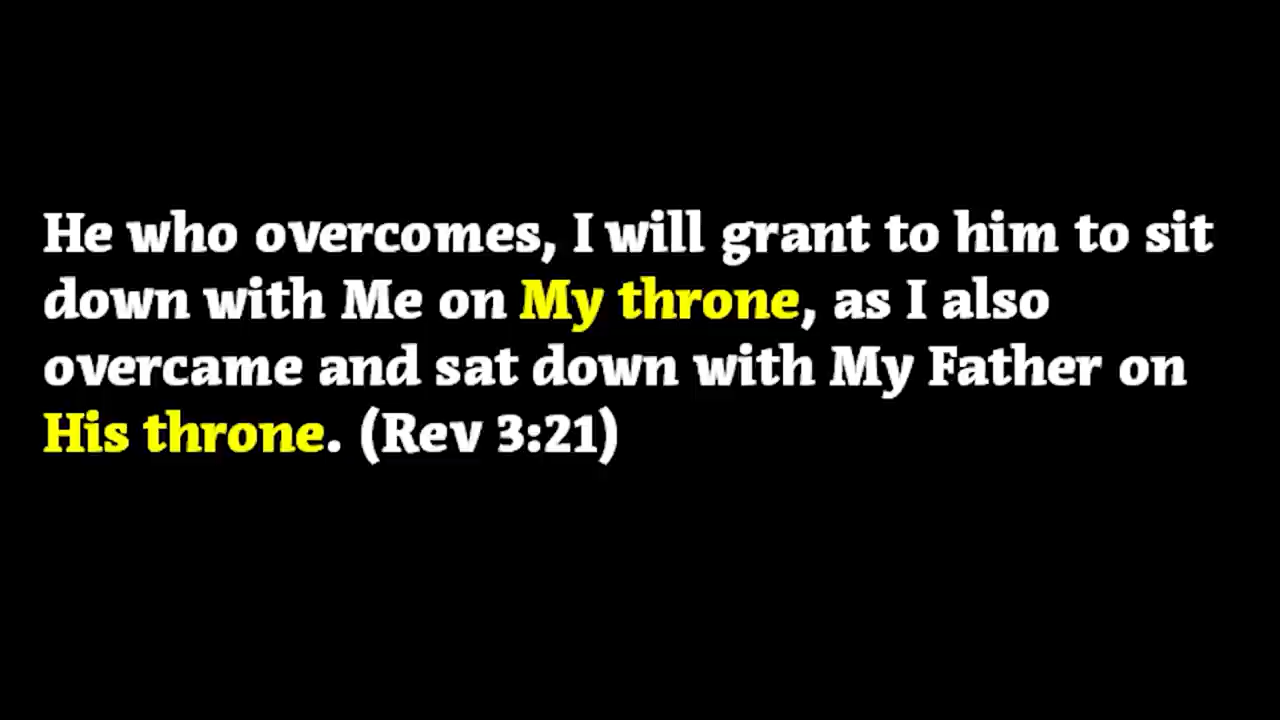 He who overcomes, I will grant to him to sit
down with Me on My throne, as I also
overcame and sat down with My Father on
His throne. (Rev 3:21)